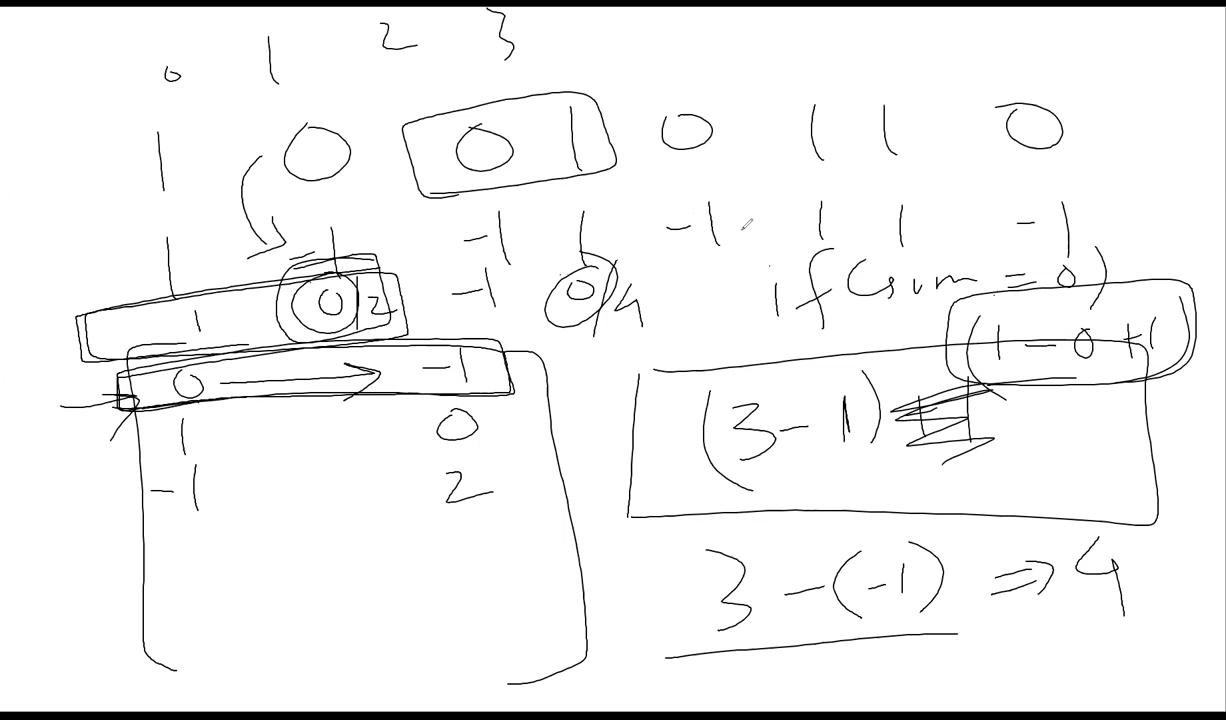 0 1 2 3
1 0 0 1 0 1 1 0
1 -1 -1 1 -1 1 1 -1
1 0 2 -1 0 4 if (sum = 0)
(1 - 0 + 1)
0 -1
(3 - 1)
1 0
-1 2
3 - (-1) ⇒ 4